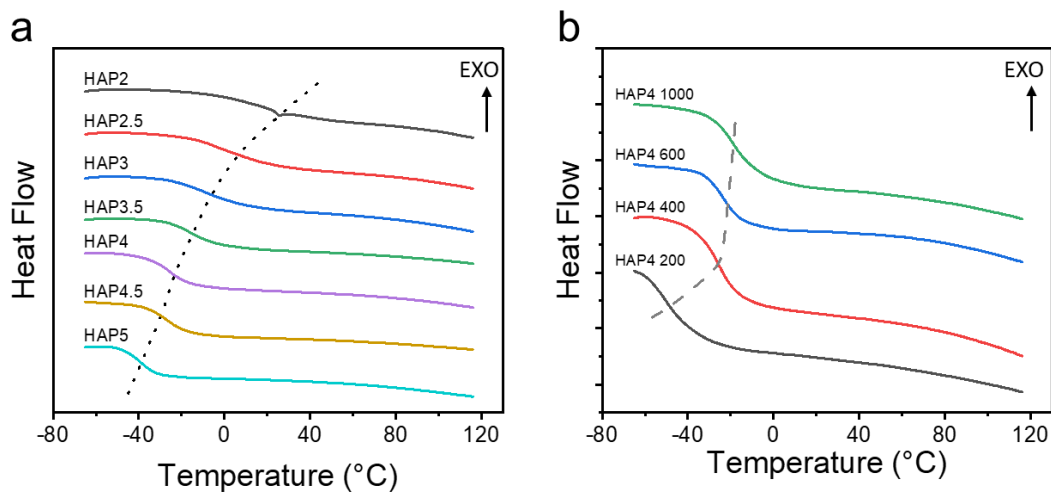 a
EXO
HAP2
HAP2.5
HAP3
HAP3.5
HAP4
HAP4.5
HAP5
Heat Flow
-80 -40 0 40 80 120
Temperature (°C)
b
EXO
HAP4 1000
HAP4 600
HAP4 400
HAP4 200
Heat Flow
-80 -40 0 40 80 120
Temperature (°C)